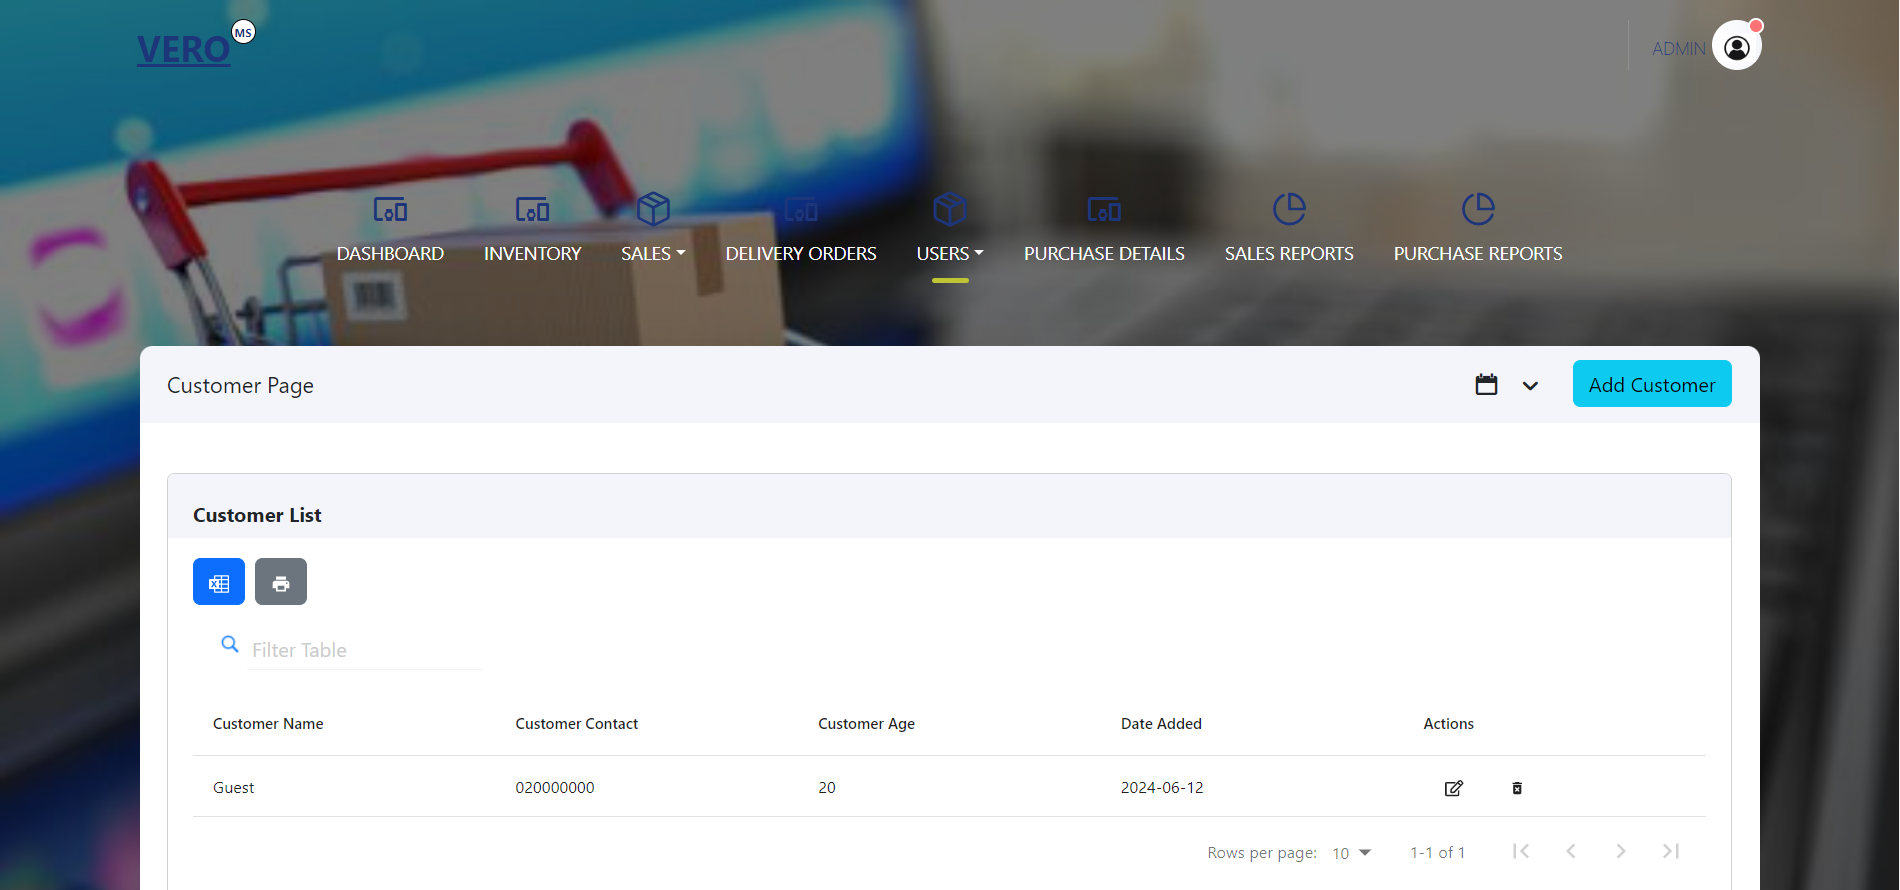 VERO MS
ADMIN
DASHBOARD INVENTORY SALES DELIVERY ORDERS USERS PURCHASE DETAILS SALES REPORTS PURCHASE REPORTS
Customer Page
Add Customer
Customer List
Filter Table
Customer Name Customer Contact Customer Age Date Added Actions
Guest 020000000 20 2024-06-12
Rows per page: 10 1-1 of 1